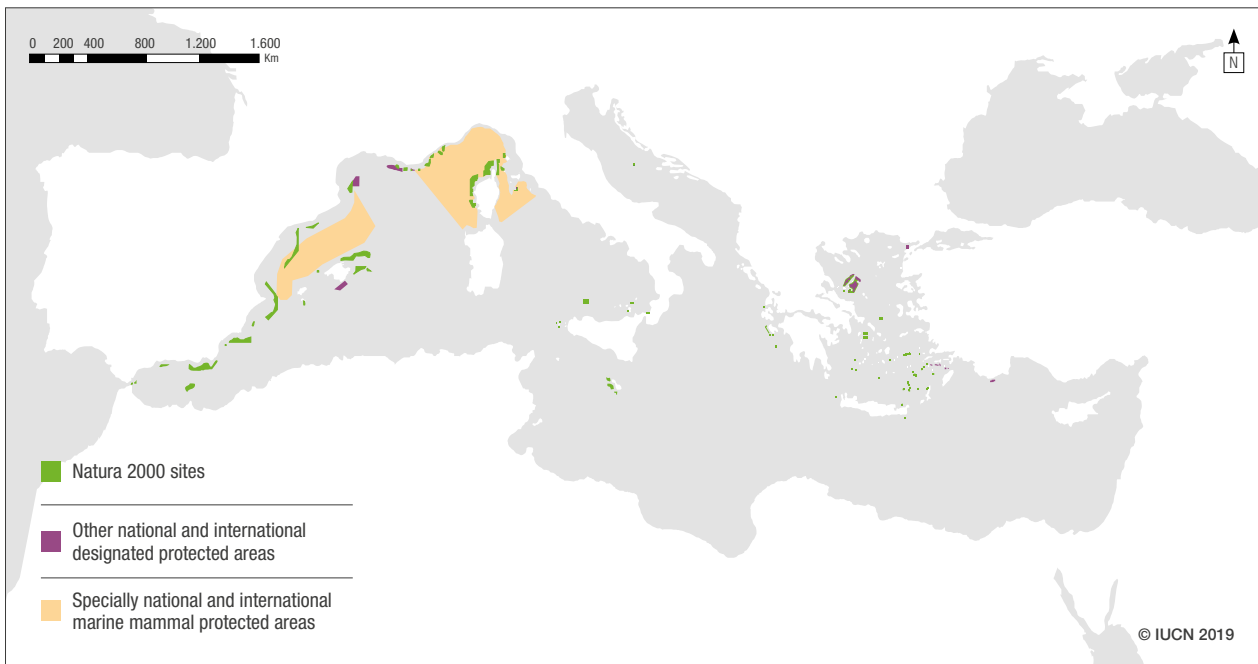 0 200 400 800 1.200 1.600
Km
N
Natura 2000 sites
Other national and international
designated protected areas
Specially national and international
marine mammal protected areas
© IUCN 2019